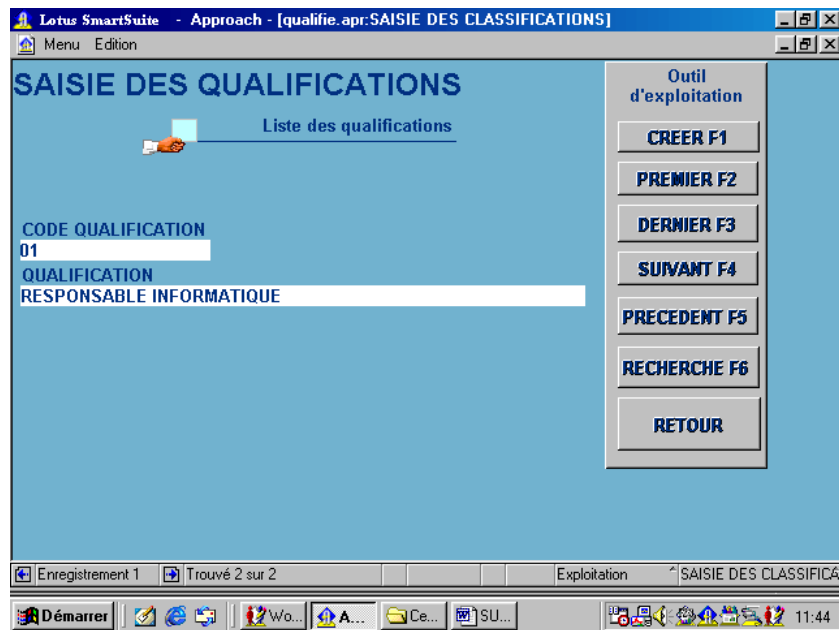 Lotus SmartSuite - Approach - [qualifie.apr:SAISIE DES CLASSIFICATIONS]
Menu Edition
SAISIE DES QUALIFICATIONS
Liste des qualifications
CODE QUALIFICATION
01
QUALIFICATION
RESPONSABLE INFORMATIQUE
Outil
d'exploitation
CREER F1
PREMIER F2
DERNIER F3
SUIVANT F4
PRECEDENT F5
RECHERCHE F6
RETOUR
Enregistrement 1 Trouvé 2 sur 2 Exploitation SAISIE DES CLASSIFICA
Démarrer Wo... A... Ce... SU... 11:44